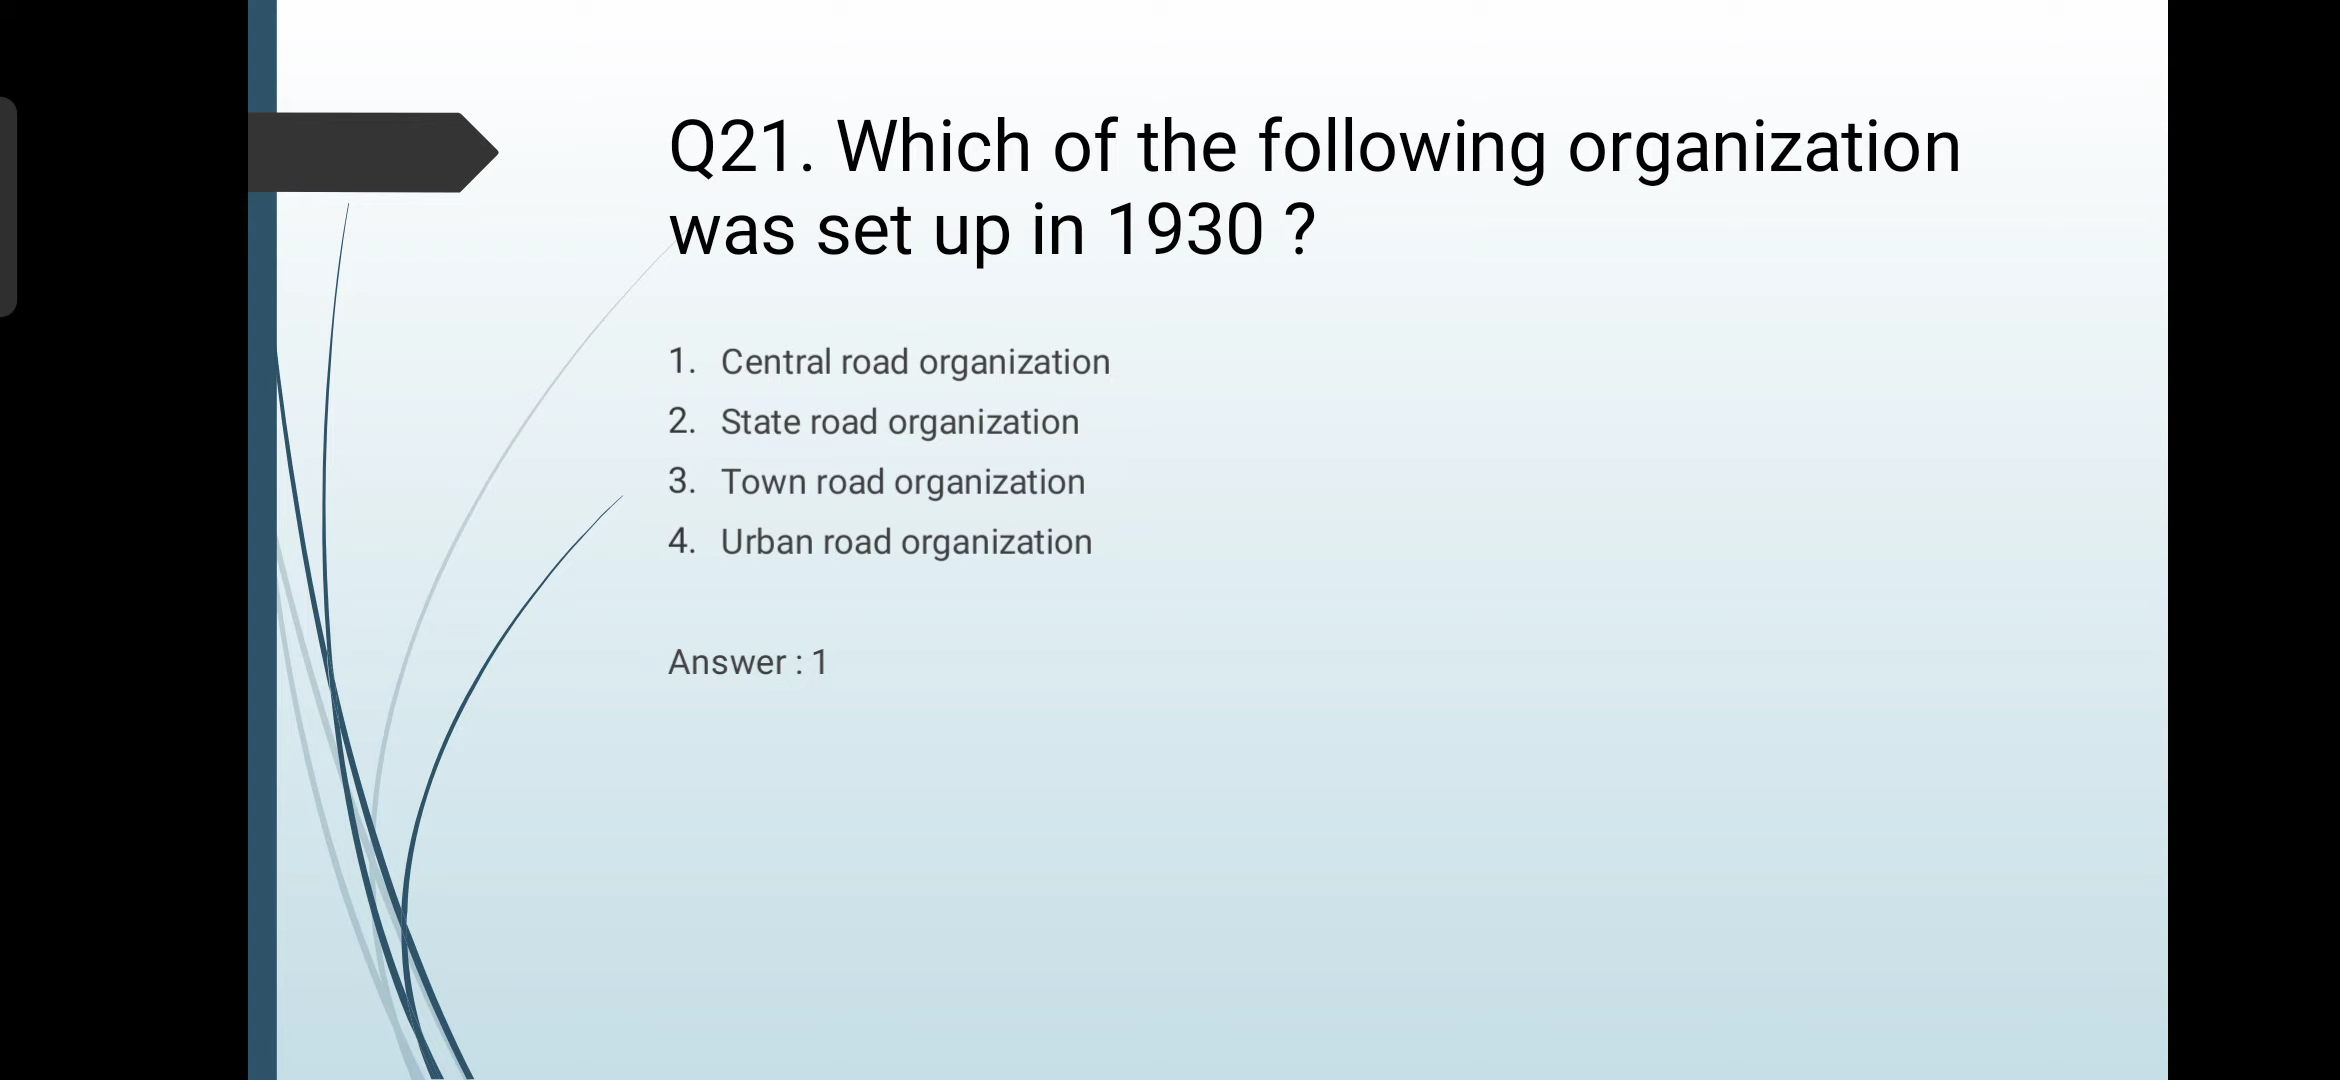 Q21. Which of the following organization
was set up in 1930 ?
1. Central road organization
2. State road organization
3. Town road organization
4. Urban road organization
Answer : 1